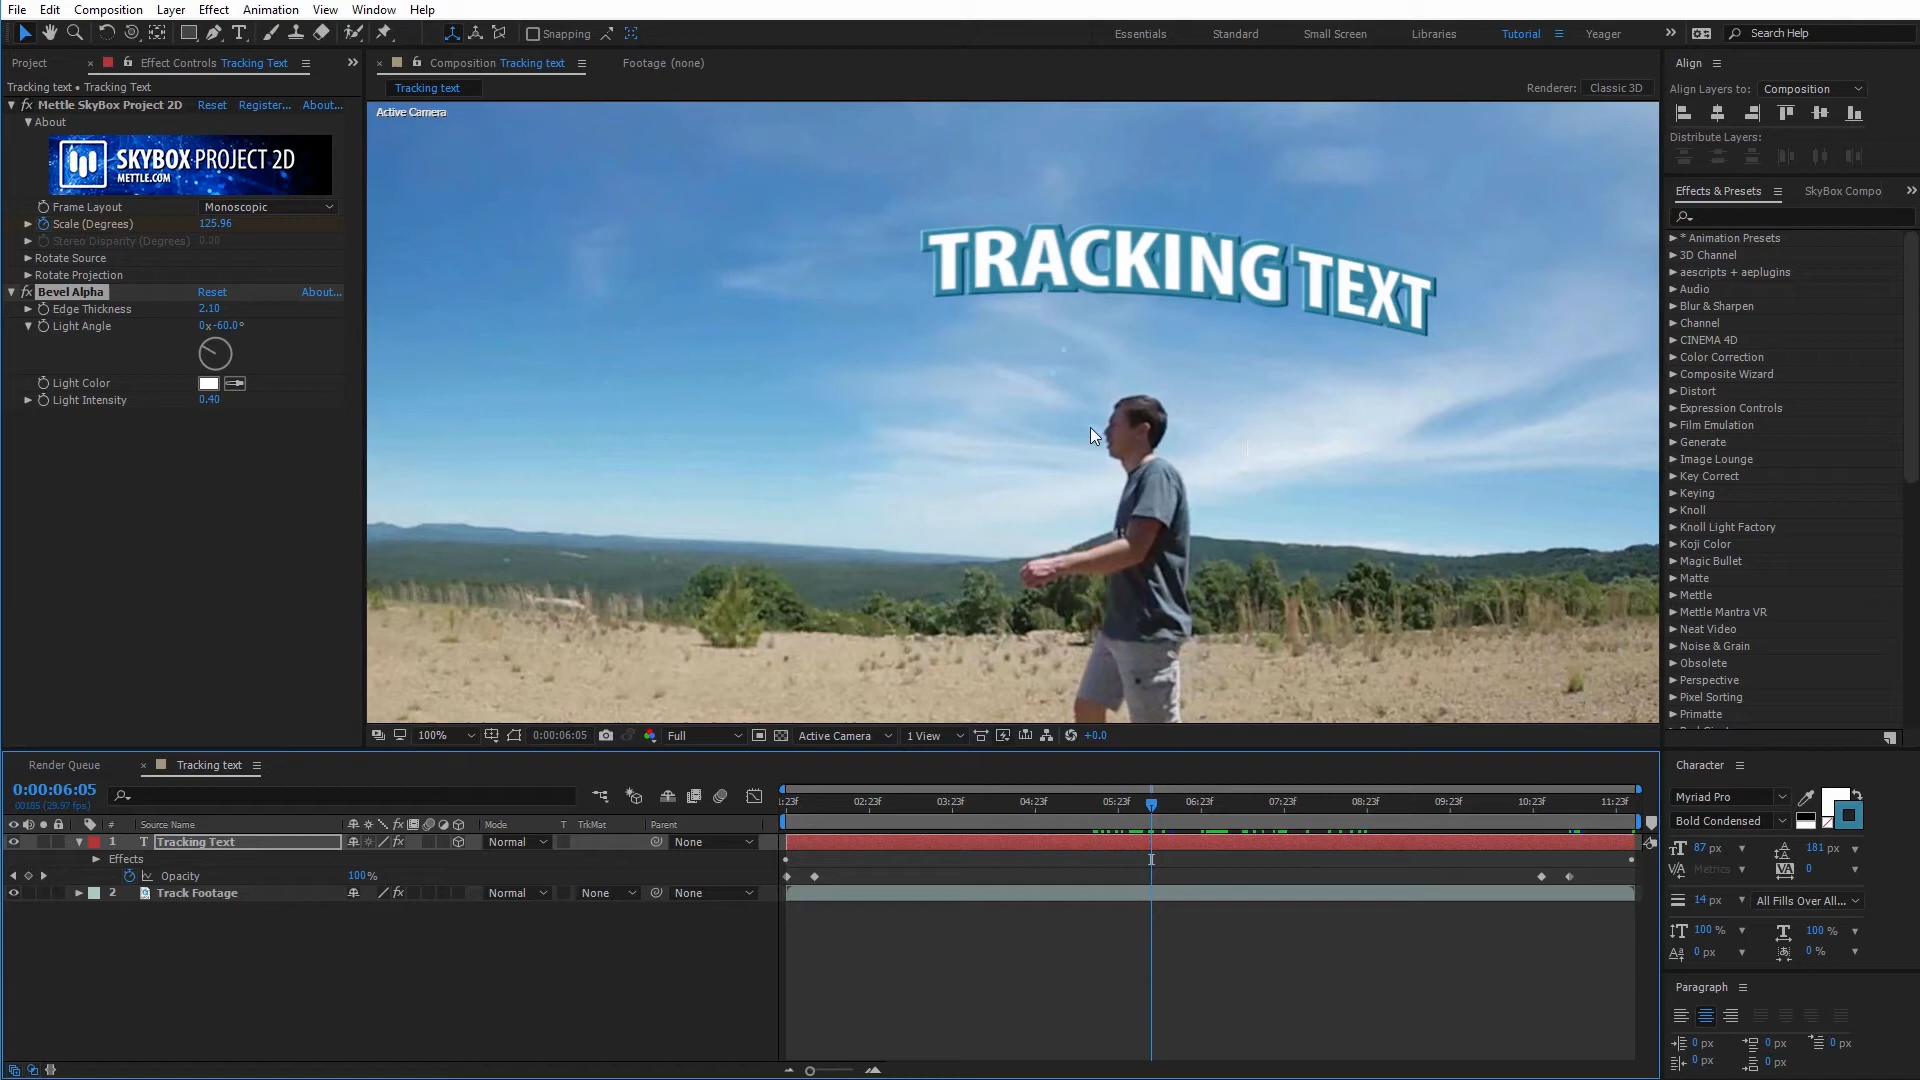 File Edit Composition Layer Effect Animation View Window Help
Snapping Essentials Standard Small Screen Libraries Tutorial Yeager Search Help
Project Effect Controls Tracking Text
Tracking text • Tracking Text
Mettle SkyBox Project 2D Reset Register... About...
About
SKYBOX PROJECT 2D
METTLE.COM
Frame Layout Monoscopic
Scale (Degrees) 125.96
Stereo Disparity (Degrees) 0.00
Rotate Source
Rotate Projection
Bevel Alpha Reset About...
Edge Thickness 2.10
Light Angle 0x-60.0°
Light Color
Light Intensity 0.40
Composition Tracking text Footage (none)
Tracking text Renderer: Classic 3D
Active Camera
TRACKING TEXT
100% 0:00:06:05 Full Active Camera 1 View +0.0
Align
Align Layers to: Composition
Distribute Layers:
Effects & Presets SkyBox Compo
* Animation Presets
3D Channel
aescripts + aeplugins
Audio
Blur & Sharpen
Channel
CINEMA 4D
Color Correction
Composite Wizard
Distort
Expression Controls
Film Emulation
Generate
Image Lounge
Key Correct
Keying
Knoll
Knoll Light Factory
Koji Color
Magic Bullet
Matte
Mettle
Mettle Mantra VR
Neat Video
Noise & Grain
Obsolete
Perspective
Pixel Sorting
Primatte
Render Queue Tracking text
0:00:06:05
00185 (29.97 fps)
1:23f 02:23f 03:23f 04:23f 05:23f 06:23f 07:23f 08:23f 09:23f 10:23f 11:23f
# Source Name Mode T TrkMat Parent
1 T Tracking Text Normal None
Effects
Opacity 100%
2 Track Footage Normal None None
Character
Myriad Pro
Bold Condensed
87 px 181 px
Metrics 0
14 px All Fills Over All...
100 % 100 %
0 px 0 %
Paragraph
0 px 0 px 0 px
0 px 0 px